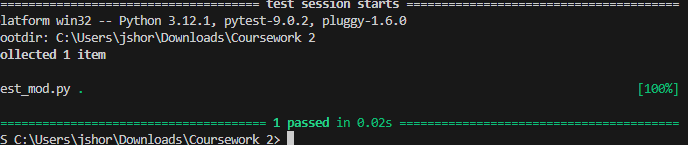 ======================================= test session starts =========================================
latform win32 -- Python 3.12.1, pytest-9.0.2, pluggy-1.6.0
ootdir: C:\Users\jshor\Downloads\Coursework 2
ollected 1 item
est_mod.py . [100%]
======================================== 1 passed in 0.02s ==========================================
S C:\Users\jshor\Downloads\Coursework 2>